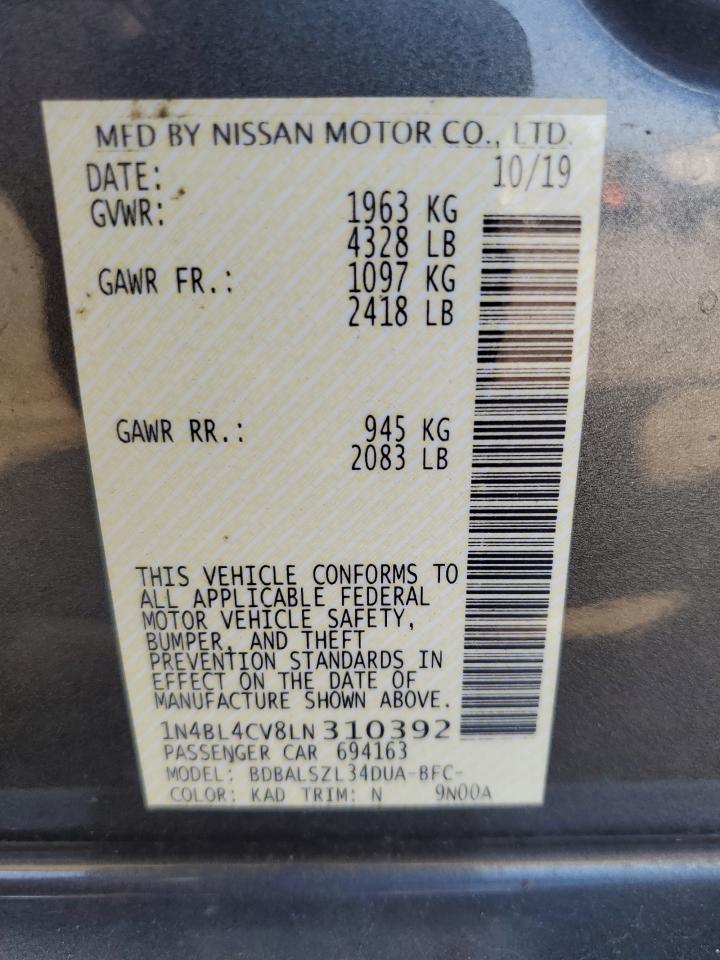 MFD BY NISSAN MOTOR CO., LTD.
DATE: 10/19
GVWR: 1963 KG
4328 LB
GAWR FR.: 1097 KG
2418 LB
GAWR RR.: 945 KG
2083 LB
THIS VEHICLE CONFORMS TO
ALL APPLICABLE FEDERAL
MOTOR VEHICLE SAFETY,
BUMPER, AND THEFT
PREVENTION STANDARDS IN
EFFECT ON THE DATE OF
MANUFACTURE SHOWN ABOVE.
1N4BL4CV8LN310392
PASSENGER CAR 694163
MODEL: BDBALSZL34DUA-BFC-
COLOR: KAD TRIM: N 9N00A